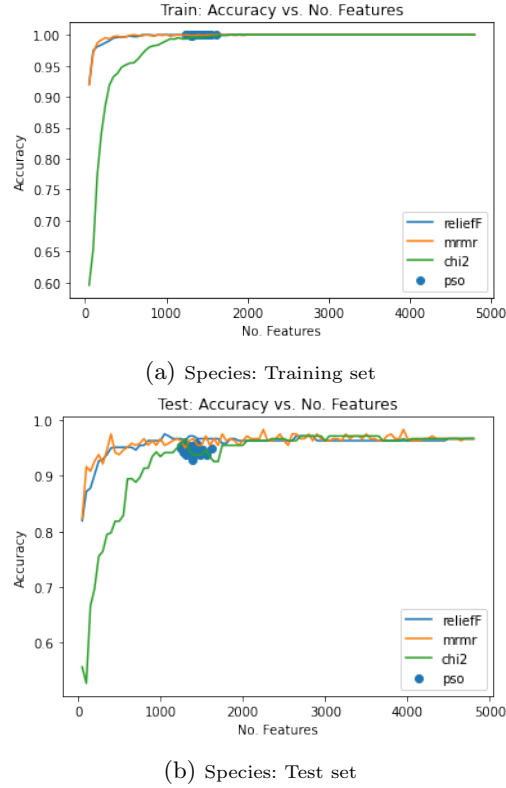 Train: Accuracy vs. No. Features
1.00
0.95
0.90
0.85
0.80
0.75
0.70
0.65
0.60
Accuracy
reliefF
mrmr
chi2
pso
0 1000 2000 3000 4000 5000
No. Features
(a) Species: Training set
Test: Accuracy vs. No. Features
1.0
0.9
0.8
0.7
0.6
Accuracy
reliefF
mrmr
chi2
pso
0 1000 2000 3000 4000 5000
No. Features
(b) Species: Test set